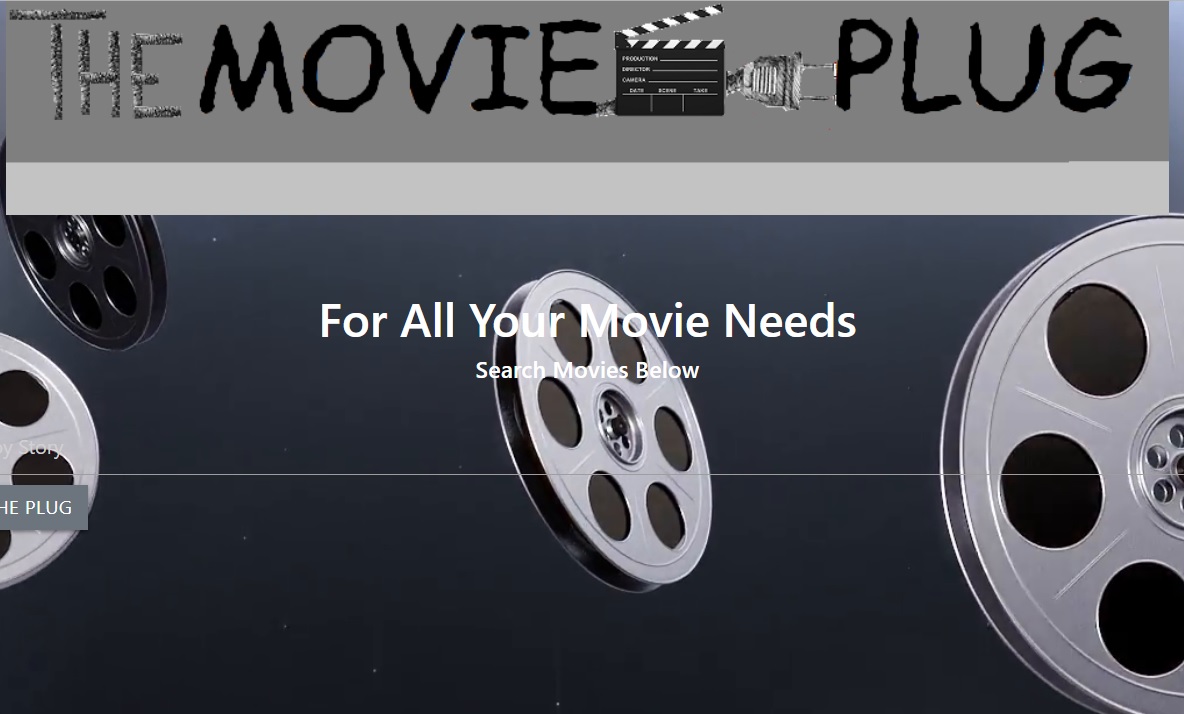 THE MOVIE PLUG
PRODUCTION
DIRECTOR
CAMERA
DATE SCENE TAKE
For All Your Movie Needs
Search Movies Below
oy Story
HE PLUG